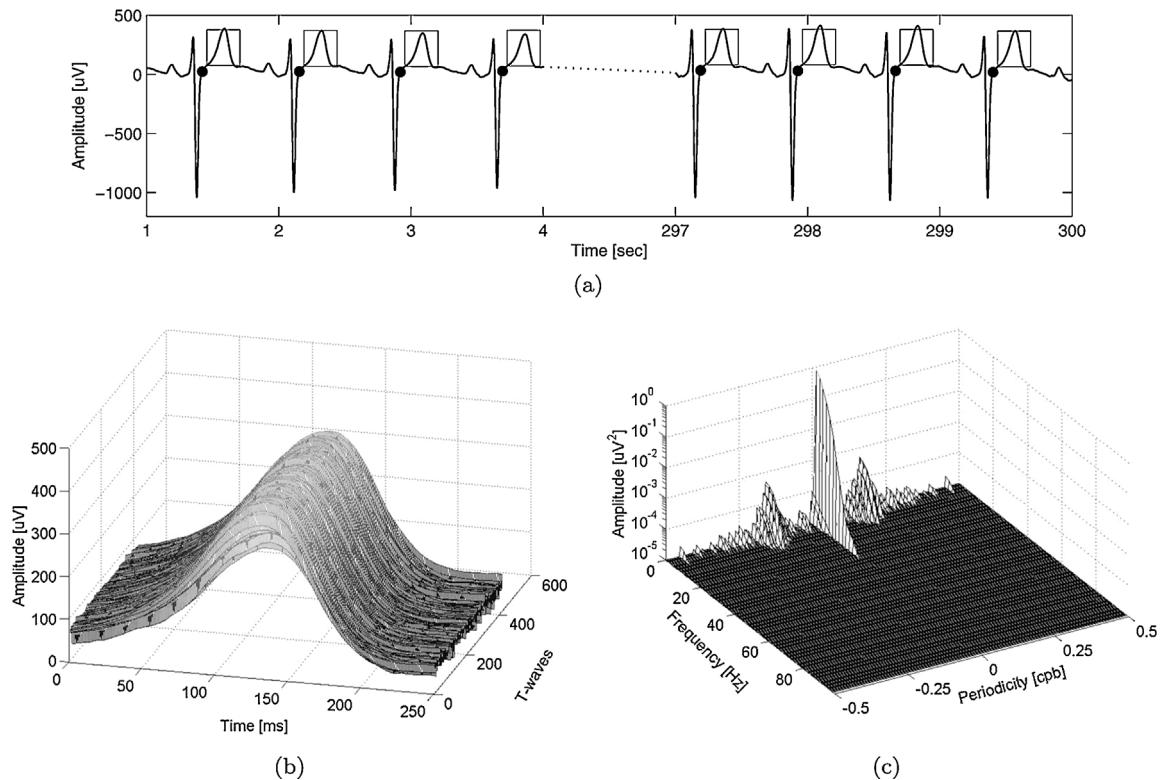 500
0
−500
−1000
Amplitude [uV]
1 2 3 4 297 298 299 300
Time [sec]
(a)
500
400
300
200
100
0
Amplitude [uV]
0 50 100 150 200 250
Time [ms]
0 200 400 600
T-waves
(b)
10^0
10^-1
10^-2
10^-3
10^-4
10^-5
Amplitude [uV^2]
0 20 40 60 80
Frequency [Hz]
−0.5 −0.25 0 0.25 0.5
Periodicity [cpb]
(c)